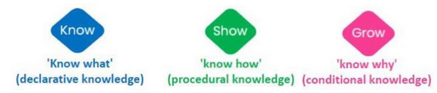 Know
Show
Grow
'Know what'
'know how'
'know why'
(declarative knowledge)
(procedural knowledge)
(conditional knowledge)